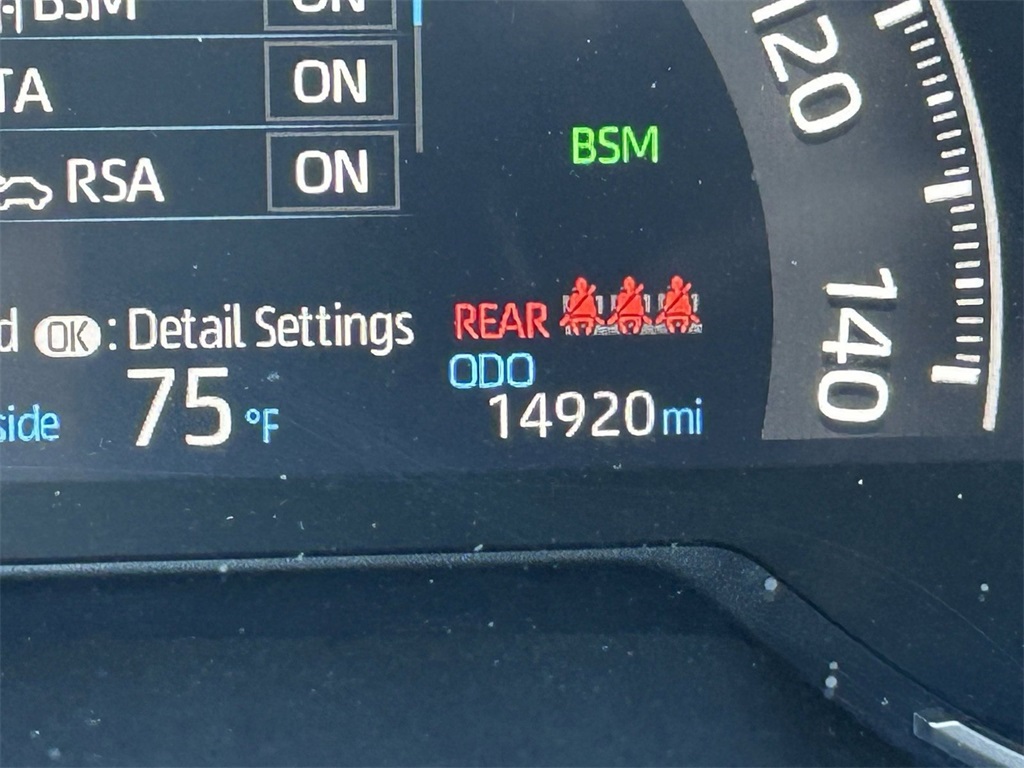 BSM ON
TA ON
RSA ON
120
BSM
140
d OK : Detail Settings
REAR
ODO
side 75 °F
14920 mi